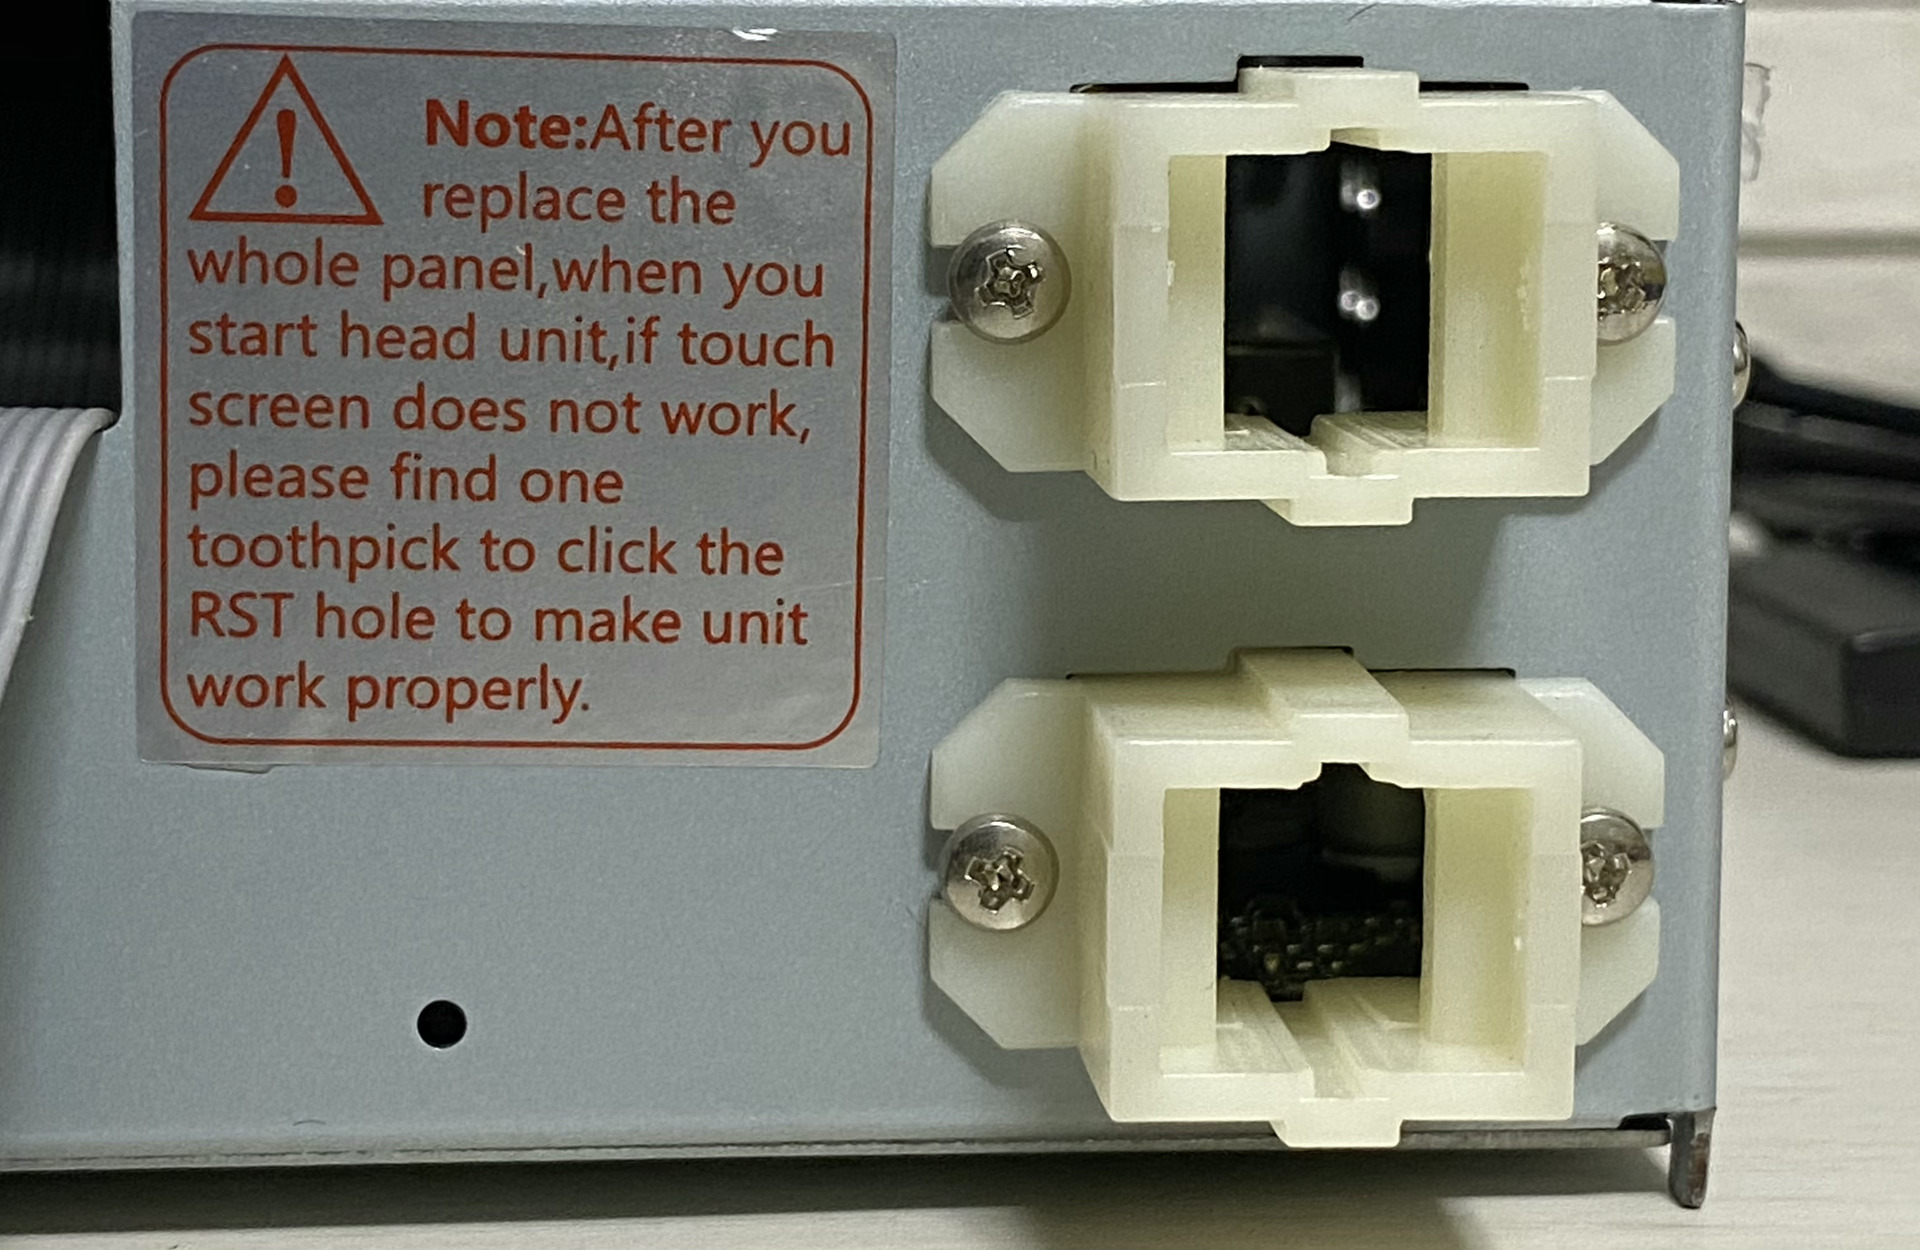 Note:After you
replace the
whole panel,when you
start head unit,if touch
screen does not work,
please find one
toothpick to click the
RST hole to make unit
work properly.